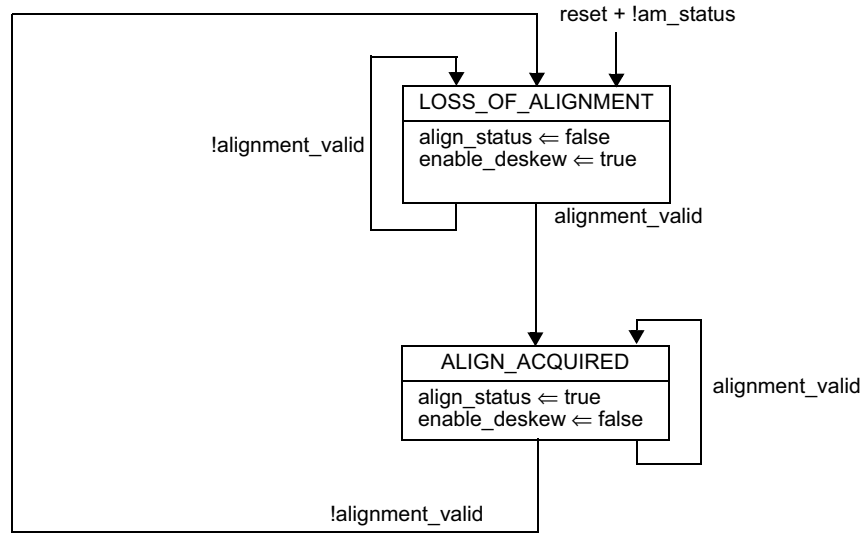 reset + !am_status
LOSS_OF_ALIGNMENT
!alignment_valid
align_status ⇐ false
enable_deskew ⇐ true
alignment_valid
ALIGN_ACQUIRED
align_status ⇐ true
enable_deskew ⇐ false
alignment_valid
!alignment_valid